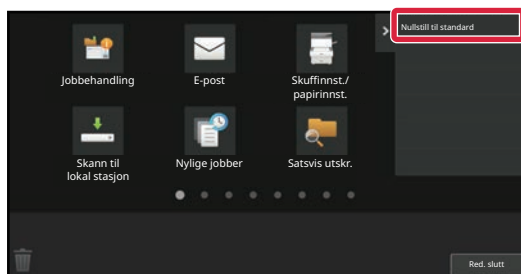 Nullstill til standard
Jobbehandling
E-post
Skuffinnst./
papirinnst.
Skann til
lokal stasjon
Nylige jobber
Satsvis utskr.
Red. slutt